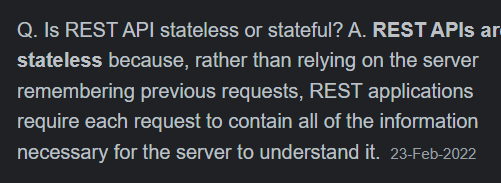 Q. Is REST API stateless or stateful? A. REST APIs are
stateless because, rather than relying on the server
remembering previous requests, REST applications
require each request to contain all of the information
necessary for the server to understand it. 23-Feb-2022